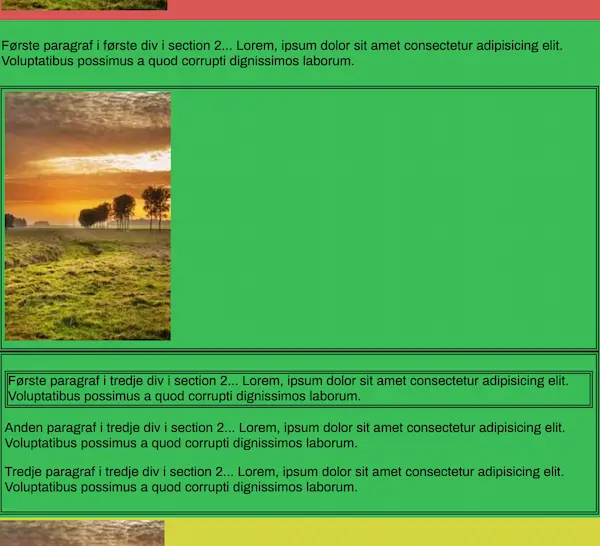 Første paragraf i første div i section 2... Lorem, ipsum dolor sit amet consectetur adipisicing elit.
Voluptatibus possimus a quod corrupti dignissimos laborum.
Første paragraf i tredje div i section 2... Lorem, ipsum dolor sit amet consectetur adipisicing elit.
Voluptatibus possimus a quod corrupti dignissimos laborum.
Anden paragraf i tredje div i section 2... Lorem, ipsum dolor sit amet consectetur adipisicing elit.
Voluptatibus possimus a quod corrupti dignissimos laborum.
Tredje paragraf i tredje div i section 2... Lorem, ipsum dolor sit amet consectetur adipisicing elit.
Voluptatibus possimus a quod corrupti dignissimos laborum.